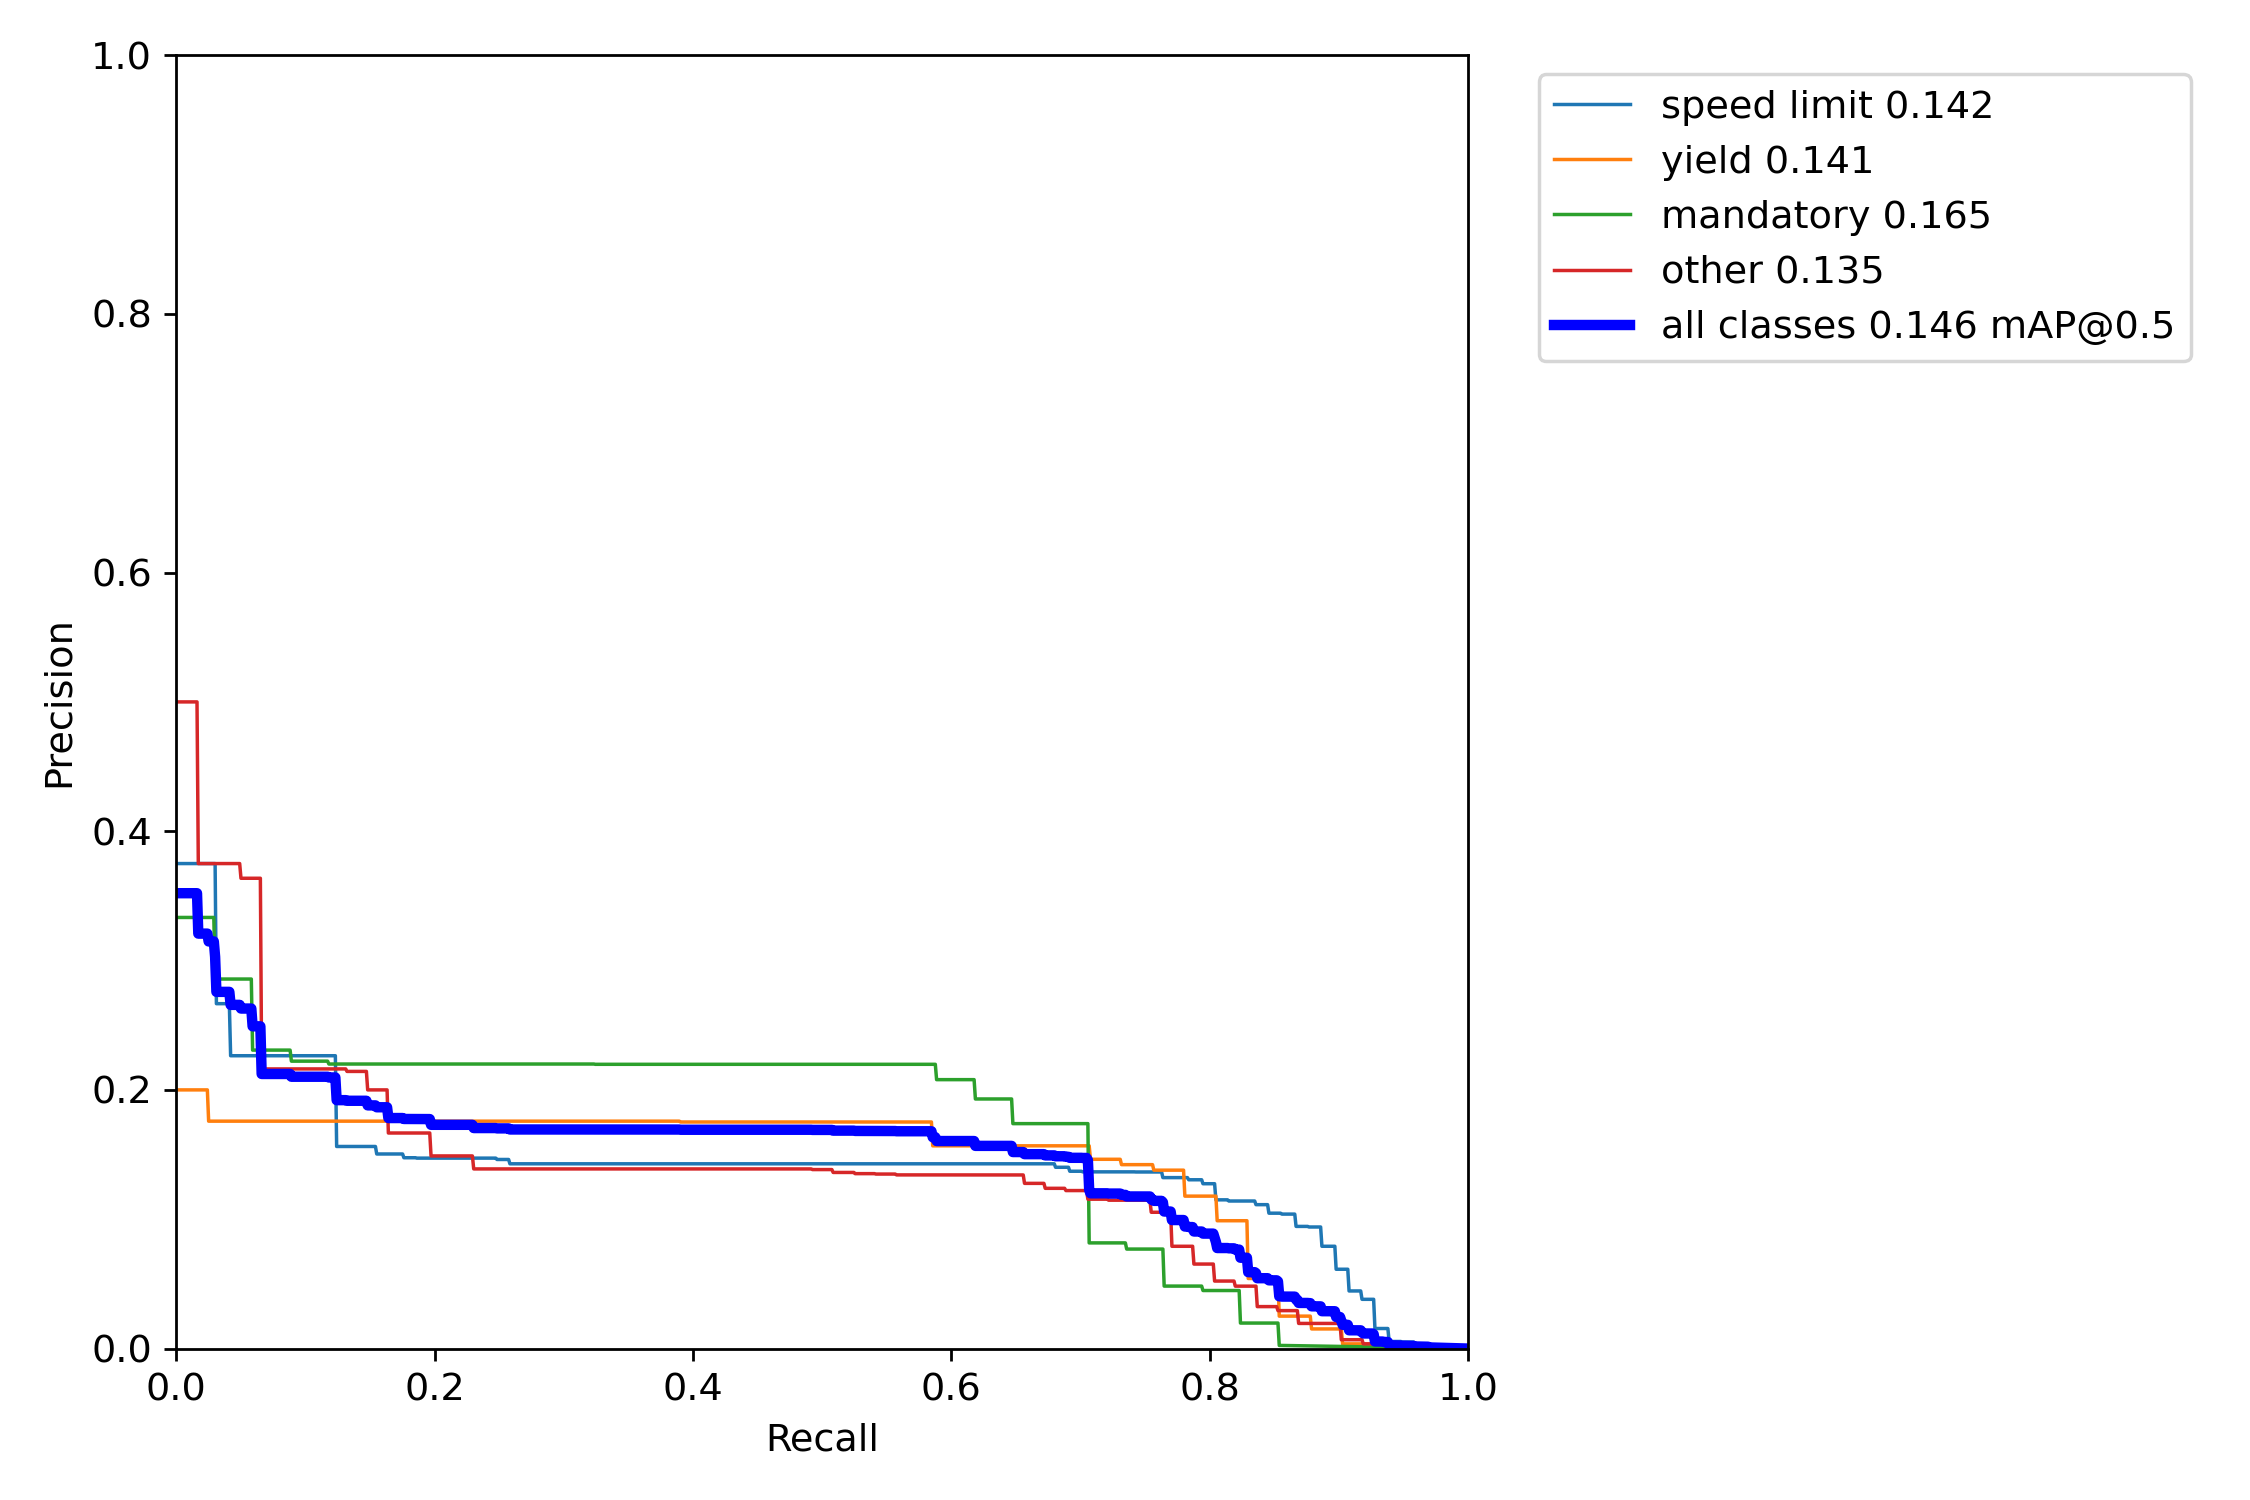 1.0
0.8
0.6
0.4
0.2
0.0
Precision
0.0 0.2 0.4 0.6 0.8 1.0
Recall
speed limit 0.142
yield 0.141
mandatory 0.165
other 0.135
all classes 0.146 mAP@0.5